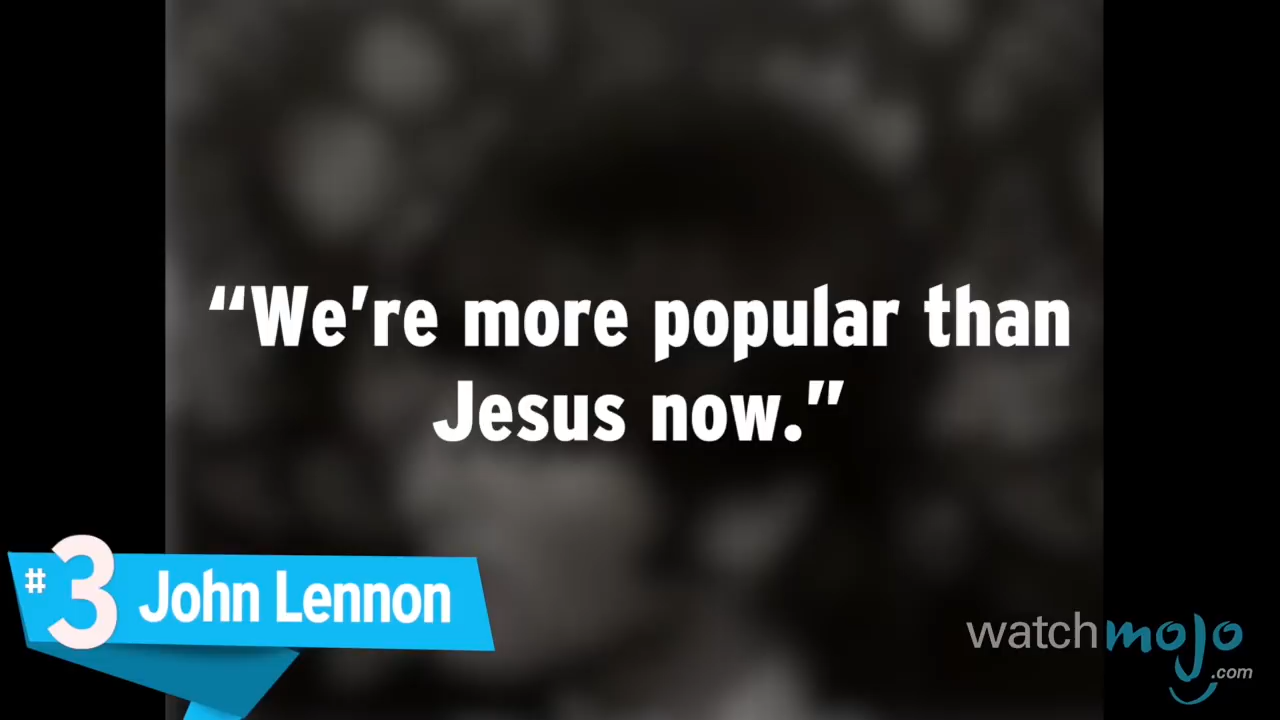 “We’re more popular than
Jesus now.”
#3 John Lennon
watchmojo
.com